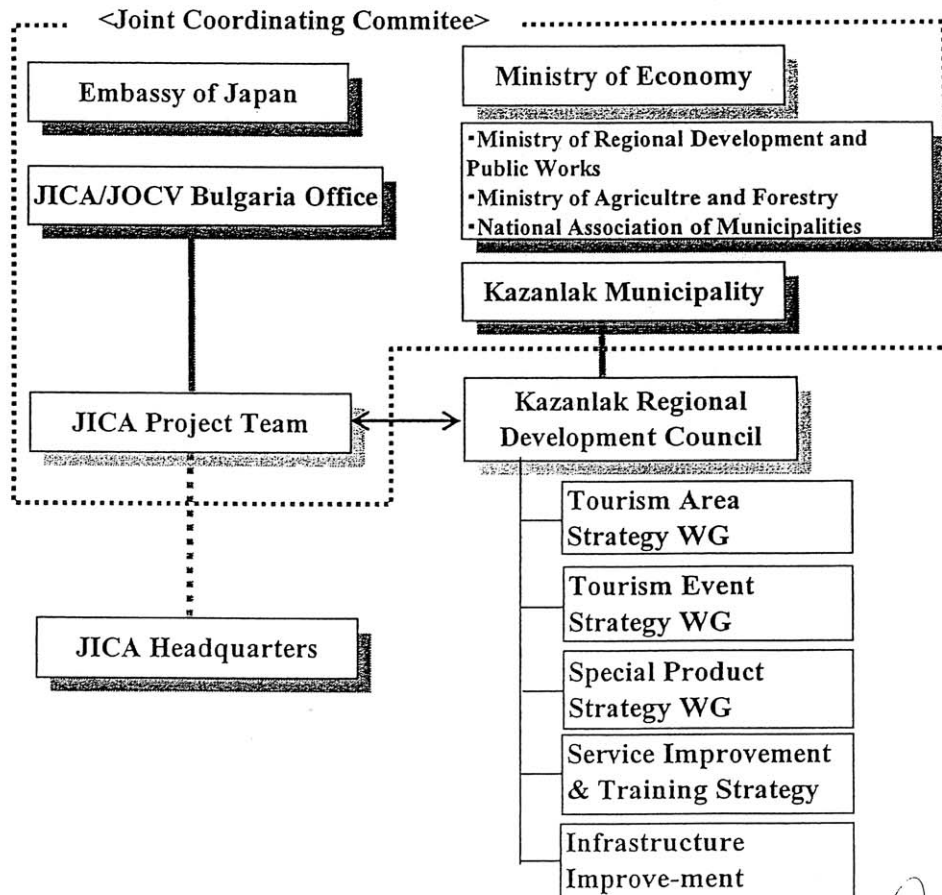 <Joint Coordinating Commitee>
Embassy of Japan
JICA/JOCV Bulgaria Office
Ministry of Economy
▪Ministry of Regional Development and
Public Works
▪Ministry of Agricultre and Forestry
▪National Association of Municipalities
Kazanlak Municipality
JICA Project Team
Kazanlak Regional
Development Council
JICA Headquarters
Tourism Area
Strategy WG
Tourism Event
Strategy WG
Special Product
Strategy WG
Service Improvement
& Training Strategy
Infrastructure
Improve-ment